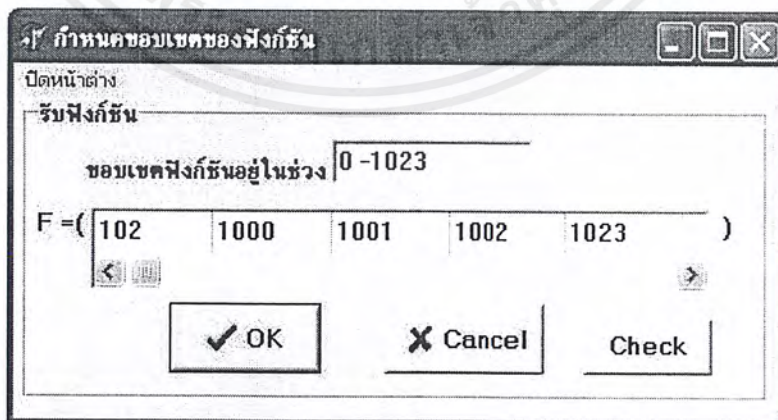 กำหนดขอบเขตของฟังก์ชัน
ปิดหน้าต่าง
รับฟังก์ชัน
ขอบเขตฟังก์ชันอยู่ในช่วง 0 -1023
F =( 102 1000 1001 1002 1023 )
OK Cancel Check